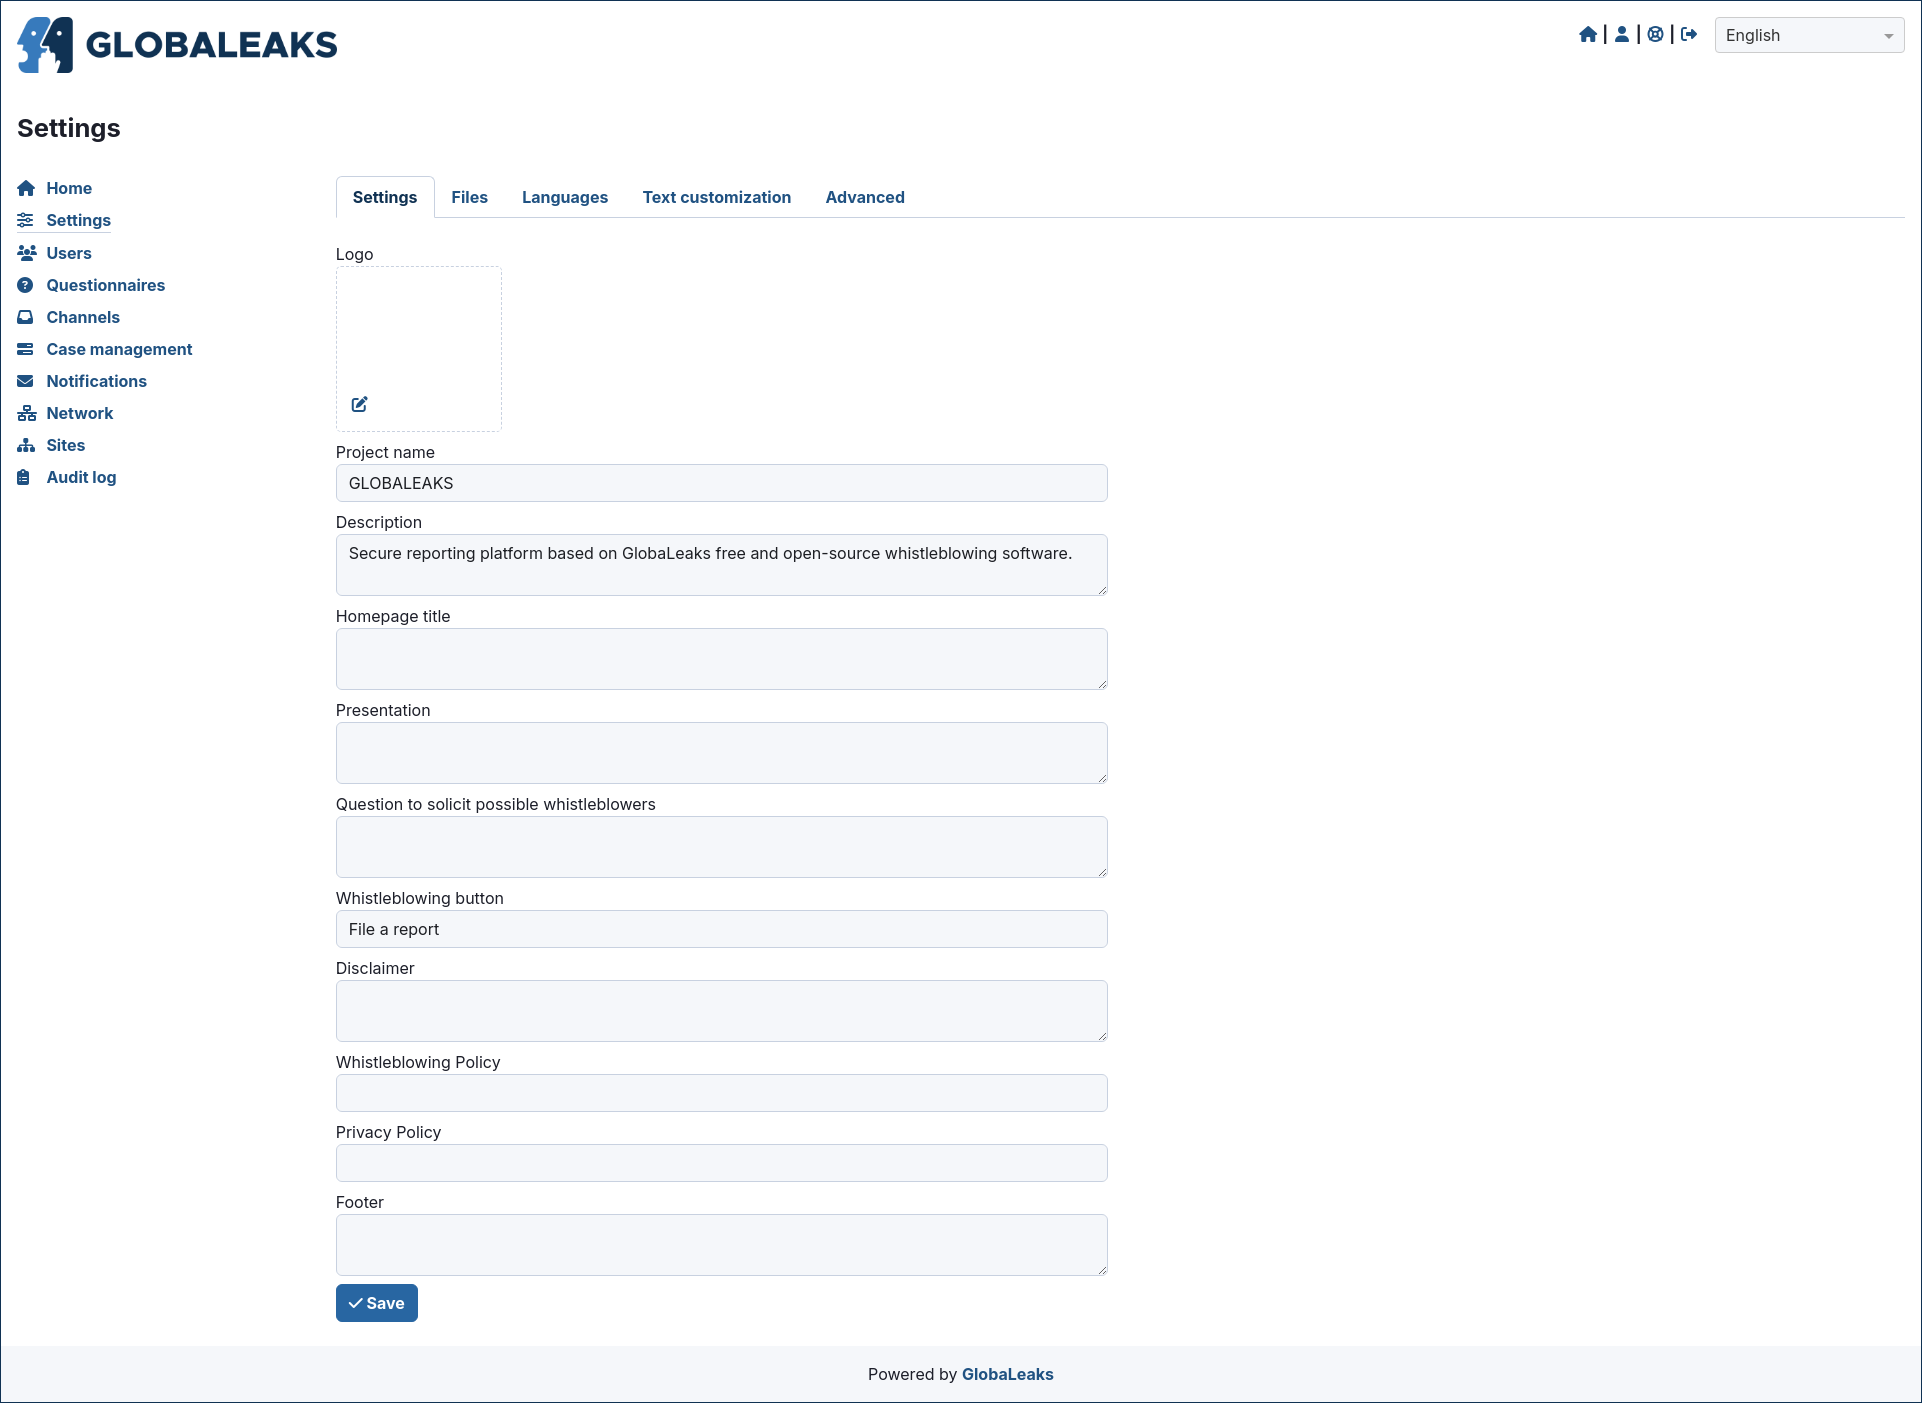 GLOBALEAKS
English
Settings
Home
Settings
Users
Questionnaires
Channels
Case management
Notifications
Network
Sites
Audit log
Settings
Files
Languages
Text customization
Advanced
Logo
Project name
GLOBALEAKS
Description
Secure reporting platform based on GlobaLeaks free and open-source whistleblowing software.
Homepage title
Presentation
Question to solicit possible whistleblowers
Whistleblowing button
File a report
Disclaimer
Whistleblowing Policy
Privacy Policy
Footer
Save
Powered by GlobaLeaks